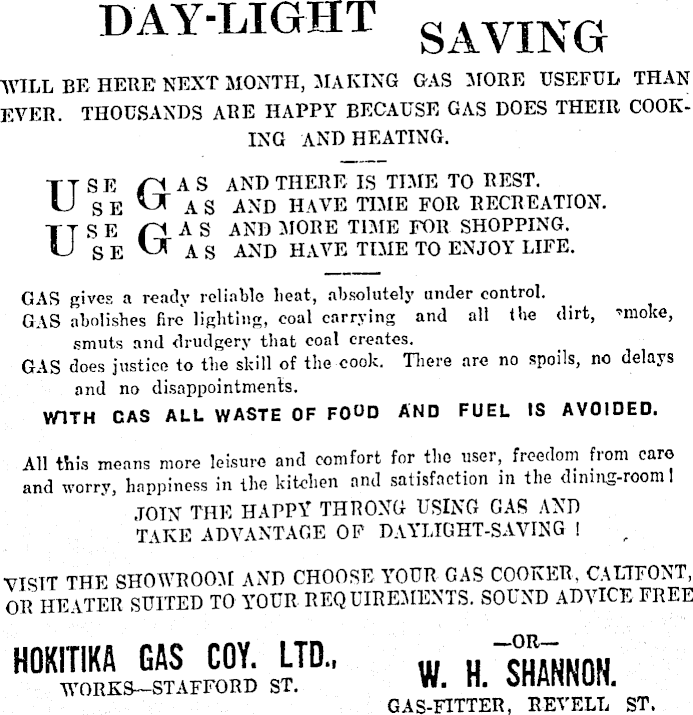 DAY-LIGHT SAVING
WILL BE HERE NEXT MONTH, MAKING GAS MORE USEFUL THAN
EVER. THOUSANDS ARE HAPPY BECAUSE GAS DOES THEIR COOK-
ING AND HEATING.
USE GAS AND THERE IS TIME TO REST.
USE GAS AND HAVE TIME FOR RECREATION.
USE GAS AND MORE TIME FOR SHOPPING.
USE GAS AND HAVE TIME TO ENJOY LIFE.
GAS gives a ready reliable heat, absolutely under control.
GAS abolishes fire lighting, coal carrying and all the dirt, smoke,
smuts and drudgery that coal creates.
GAS does justice to the skill of the cook. There are no spoils, no delays
and no disappointments.
WITH GAS ALL WASTE OF FOOD AND FUEL IS AVOIDED.
All this means more leisure and comfort for the user, freedom from care
and worry, happiness in the kitchen and satisfaction in the dining-room!
JOIN THE HAPPY THRONG USING GAS AND
TAKE ADVANTAGE OF DAYLIGHT-SAVING!
VISIT THE SHOWROOM AND CHOOSE YOUR GAS COOKER, CALIFONT,
OR HEATER SUITED TO YOUR REQUIREMENTS. SOUND ADVICE FREE
HOKITIKA GAS COY. LTD.,
WORKS—STAFFORD ST.
—OR—
W. H. SHANNON.
GAS-FITTER, REVELL ST.